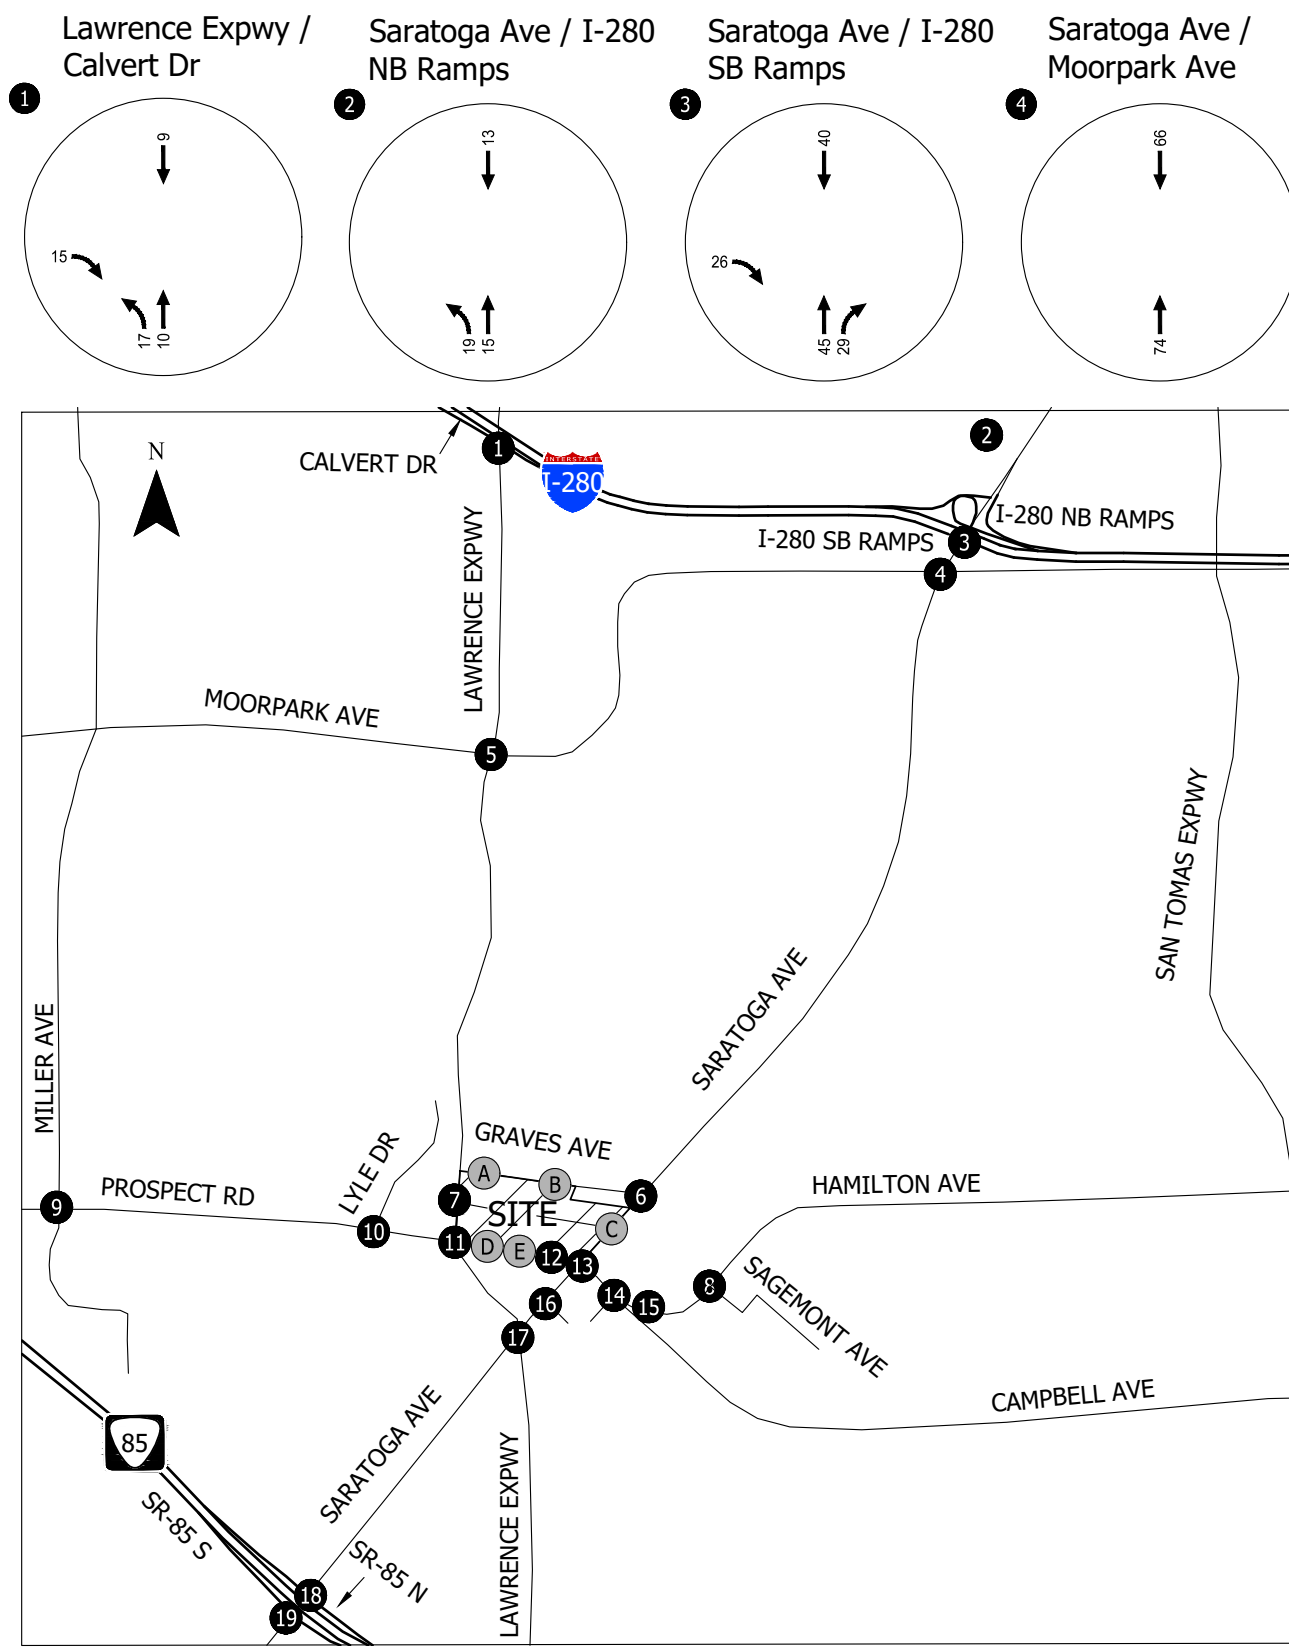 Lawrence Expwy /
Calvert Dr
Saratoga Ave / I-280
NB Ramps
Saratoga Ave / I-280
SB Ramps
Saratoga Ave /
Moorpark Ave
1
2
3
4
9
15
17
10
13
19
15
40
26
45
29
66
74
N
CALVERT DR
1
INTERSTATE
I-280
2
I-280 NB RAMPS
I-280 SB RAMPS
3
4
LAWRENCE EXPWY
MOORPARK AVE
5
SAN TOMAS EXPWY
SARATOGA AVE
MILLER AVE
GRAVES AVE
LYLE DR
A
B
PROSPECT RD
HAMILTON AVE
9
7
6
SITE
C
10
11
D
E
12
13
8
SAGEMONT AVE
14
15
16
17
CAMPBELL AVE
85
SARATOGA AVE
LAWRENCE EXPWY
SR-85 S
SR-85 N
18
19